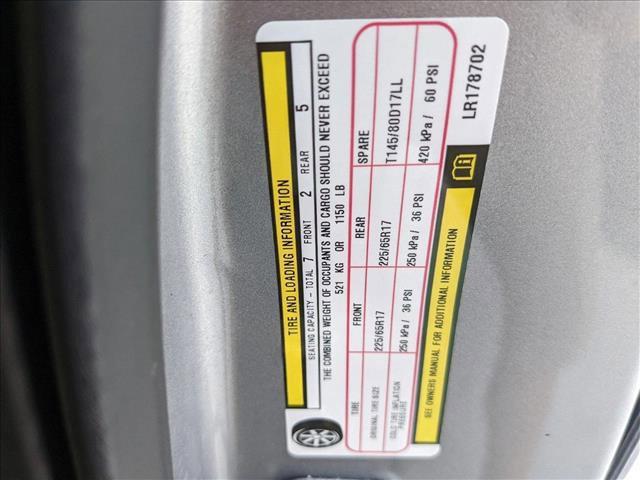 TIRE AND LOADING INFORMATION
SEATING CAPACITY - TOTAL 7 FRONT 2 REAR 5
THE COMBINED WEIGHT OF OCCUPANTS AND CARGO SHOULD NEVER EXCEED
521 KG OR 1150 LB
TIRE FRONT REAR SPARE
ORIGINAL TIRE SIZE 225/65R17 225/65R17 T145/80D17LL
COLD TIRE INFLATION PRESSURE 250 kPa / 36 PSI 250 kPa / 36 PSI 420 kPa / 60 PSI
SEE OWNERS MANUAL FOR ADDITIONAL INFORMATION
LR178702